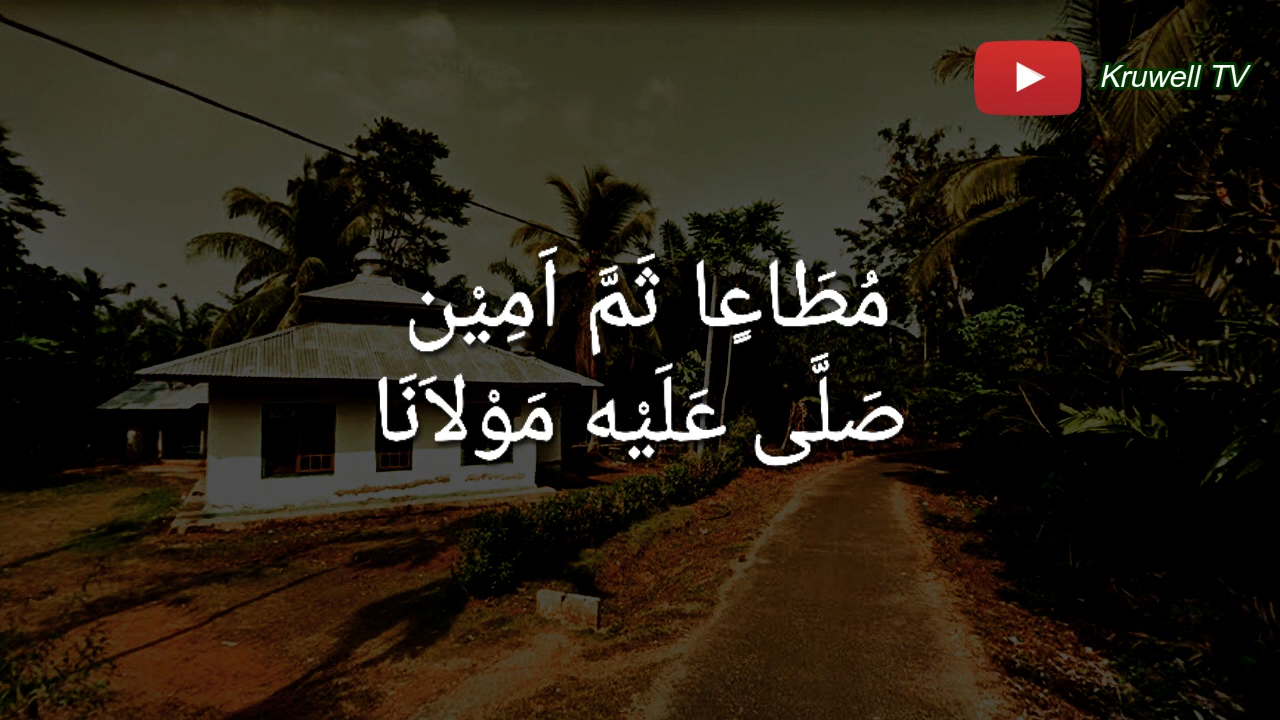 Kruwell TV
مُطَاعٍا ثَمَّ اَمِيْن
صَلَّى عَلَيْه مَوْلاَنَا